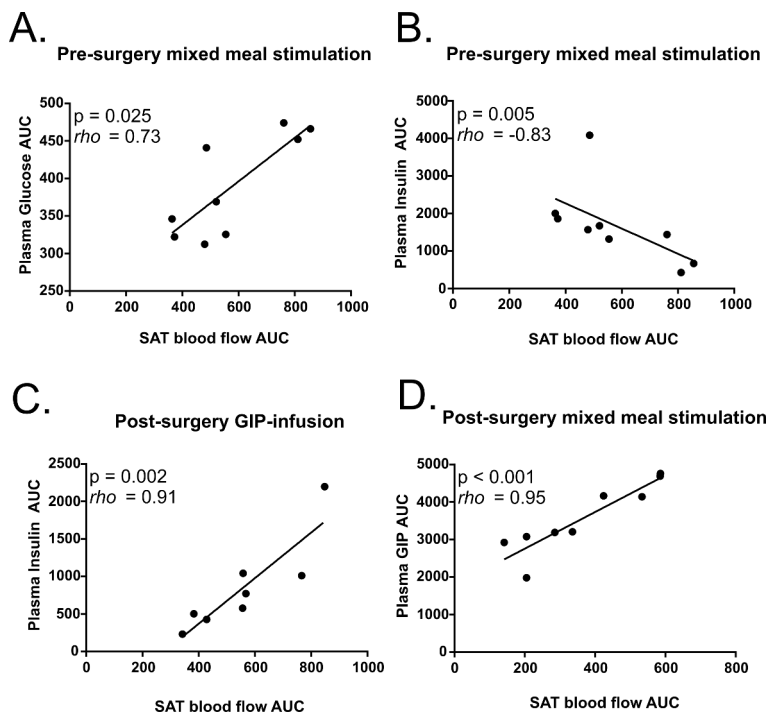 A.
Pre-surgery mixed meal stimulation
p = 0.025
rho = 0.73
Plasma Glucose AUC
500
450
400
350
300
250
0
200
400
600
800
1000
SAT blood flow AUC
B.
Pre-surgery mixed meal stimulation
p = 0.005
rho = -0.83
Plasma Insulin AUC
5000
4000
3000
2000
1000
0
0
200
400
600
800
1000
SAT blood flow AUC
C.
Post-surgery GIP-infusion
p = 0.002
rho = 0.91
Plasma Insulin AUC
2500
2000
1500
1000
500
0
0
200
400
600
800
1000
SAT blood flow AUC
D.
Post-surgery mixed meal stimulation
p < 0.001
rho = 0.95
Plasma GIP AUC
5000
4000
3000
2000
1000
0
0
200
400
600
800
SAT blood flow AUC